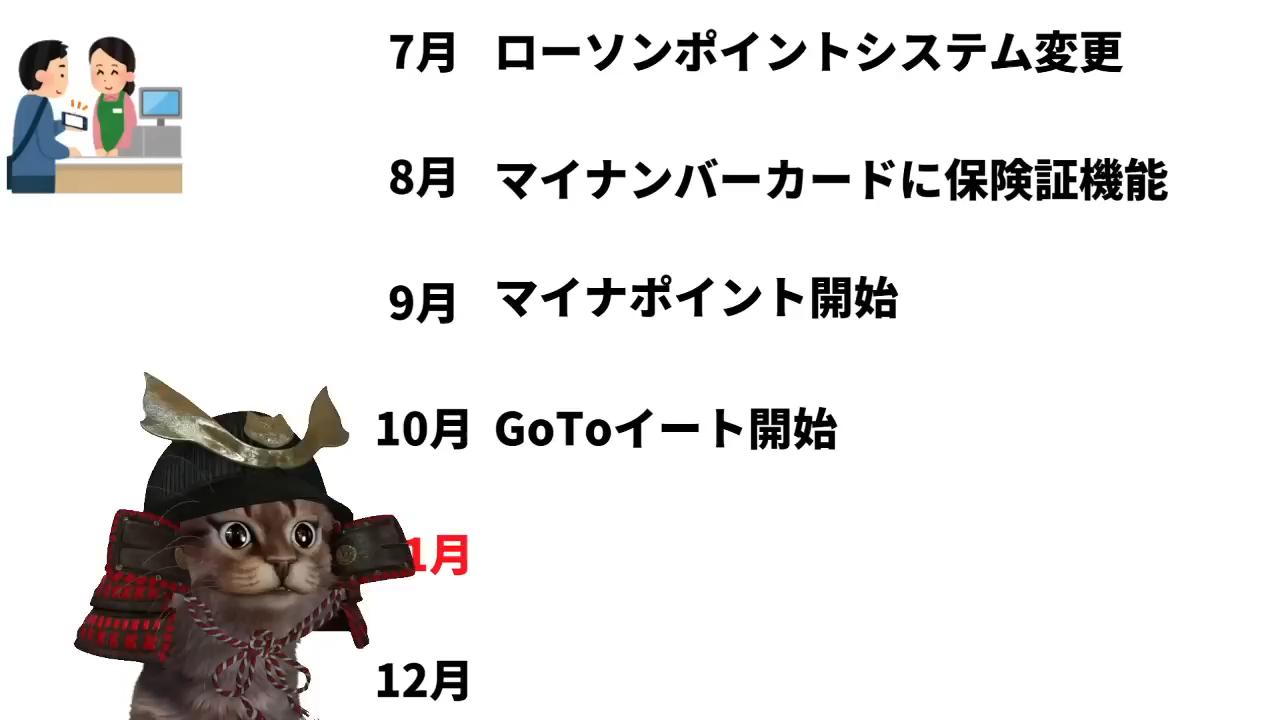 7月 ローソンポイントシステム変更
8月 マイナンバーカードに保険証機能
9月 マイナポイント開始
10月 GoToイート開始
1月
12月